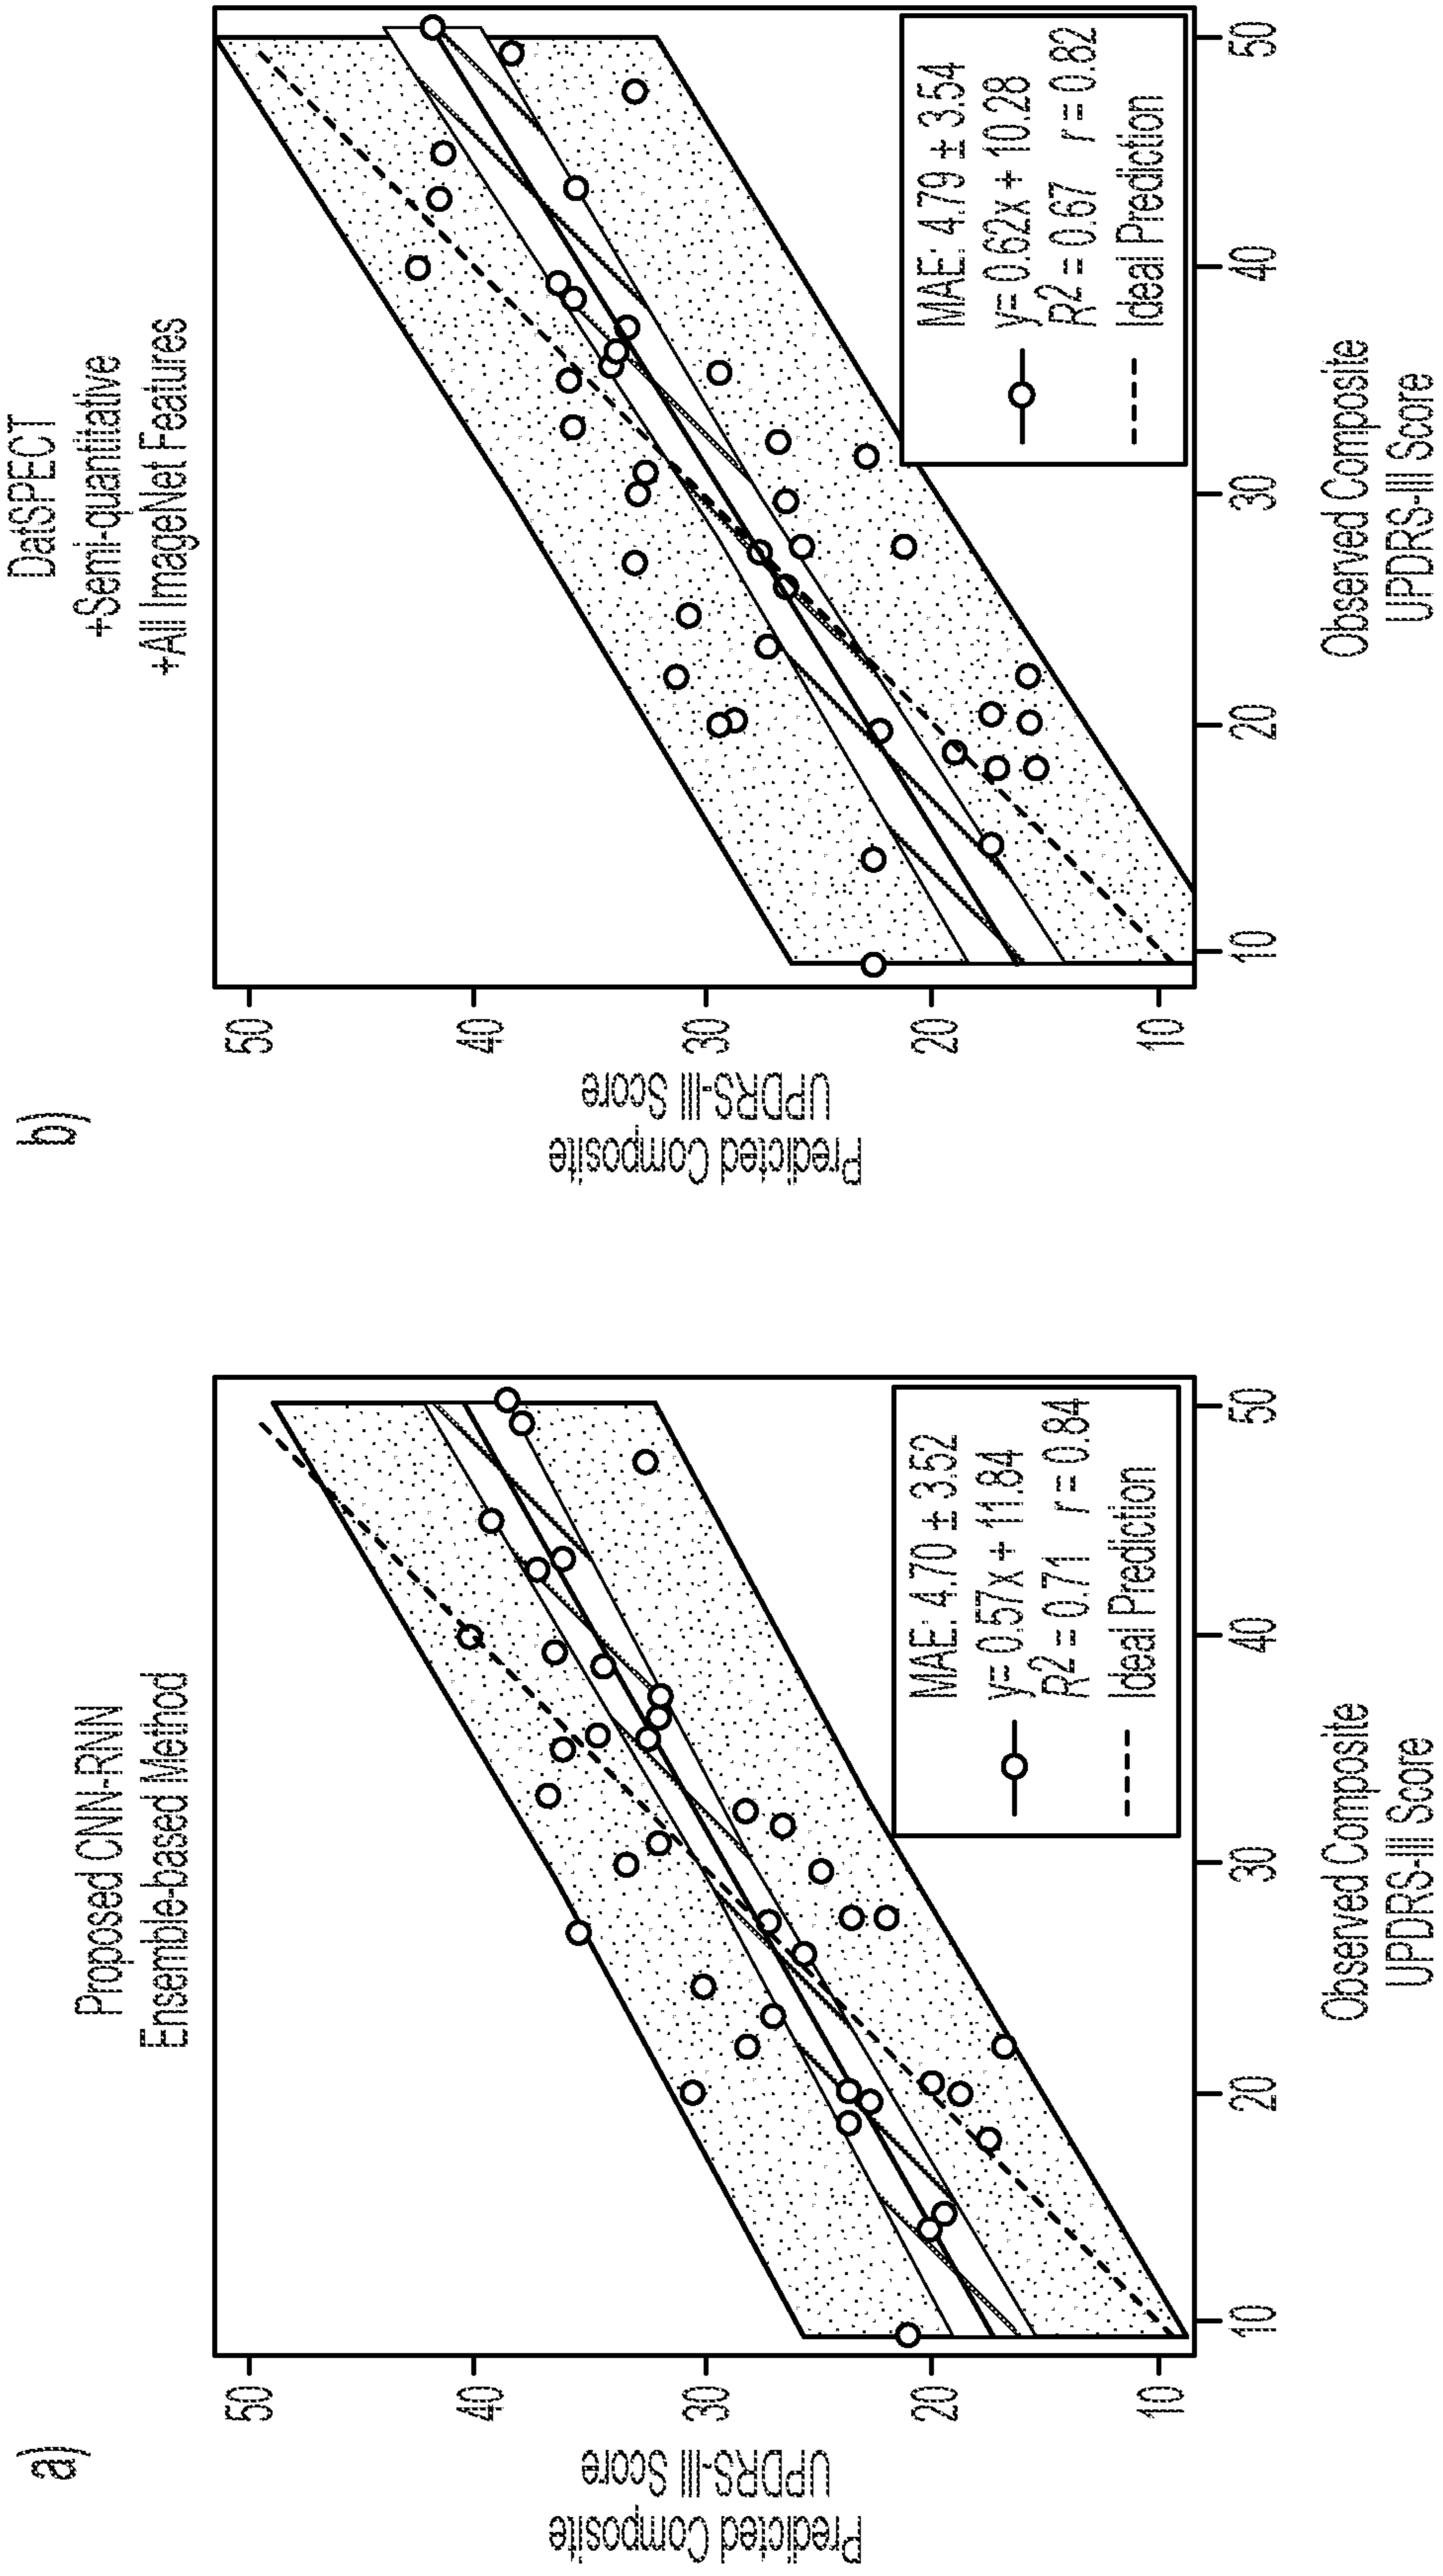 a)
Proposed CNN-RNN
Ensemble-based Method
Predicted Composite
UPDRS-III Score
50
40
30
20
10
MAE: 4.70 ± 3.52
y= 0.57x + 11.84
R2 = 0.71 r = 0.84
Ideal Prediction
10
20
30
40
50
Observed Composite
UPDRS-III Score
b)
DatSPECT
+Semi-quantitative
+All ImageNet Features
Predicted Composite
UPDRS-III Score
50
40
30
20
10
MAE: 4.79 ± 3.54
y= 0.62x + 10.28
R2 = 0.67 r = 0.82
Ideal Prediction
10
20
30
40
50
Observed Composite
UPDRS-III Score